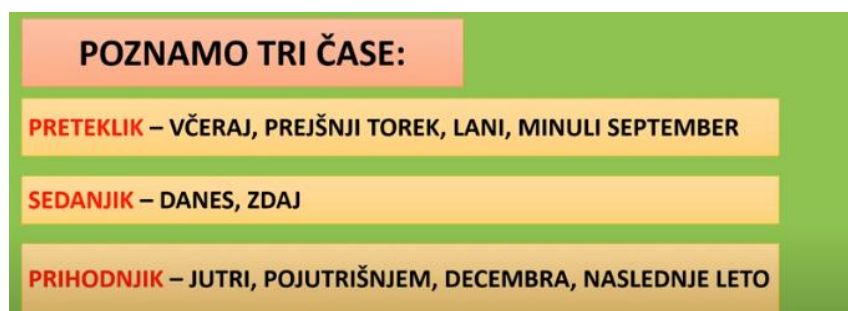 POZNAMO TRI ČASE:
PRETEKLIK – VČERAJ, PREJŠNJI TOREK, LANI, MINULI SEPTEMBER
SEDANJIK – DANES, ZDAJ
PRIHODNJIK – JUTRI, POJUTRIŠNJEM, DECEMBRA, NASLEDNJE LETO